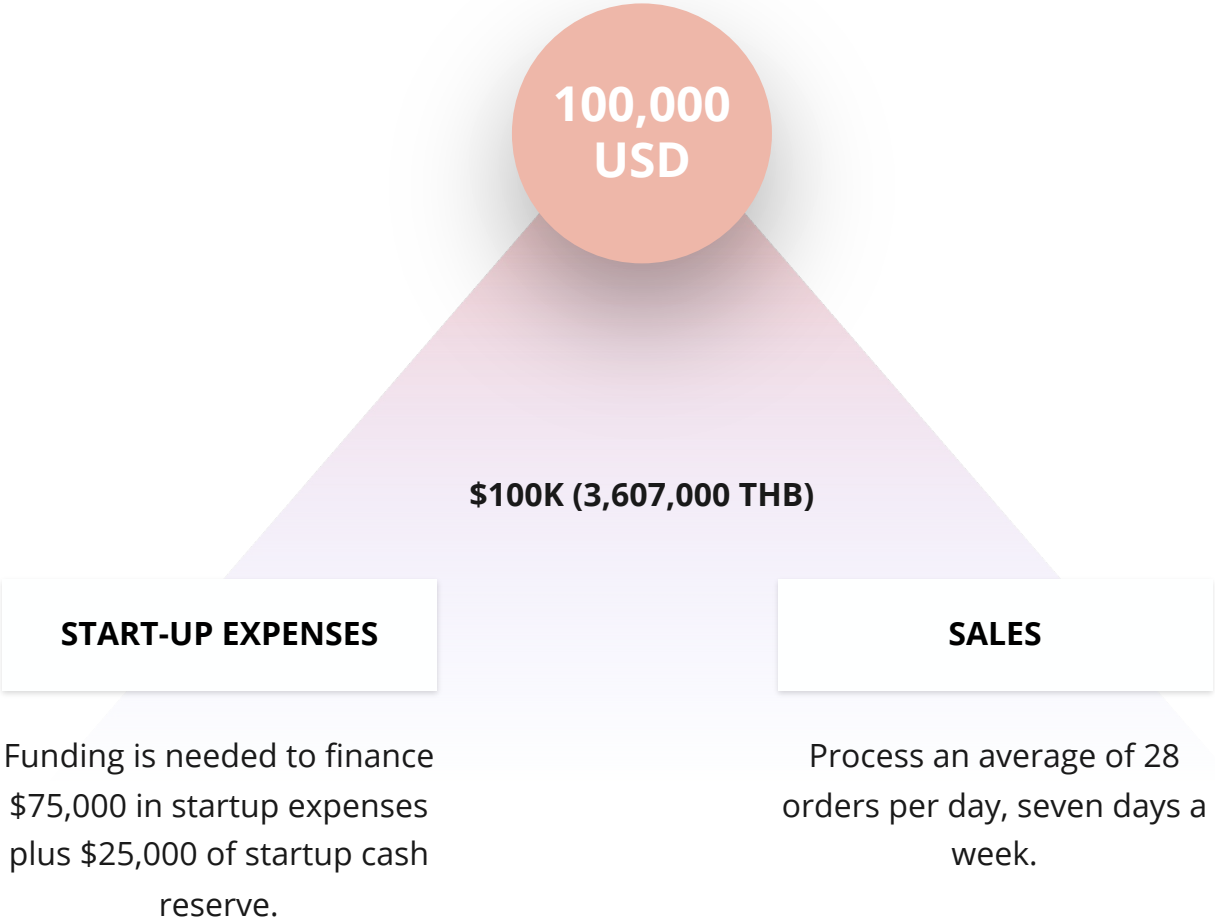 100,000
USD
$100K (3,607,000 THB)
START-UP EXPENSES
Funding is needed to finance
$75,000 in startup expenses
plus $25,000 of startup cash
reserve.
SALES
Process an average of 28
orders per day, seven days a
week.